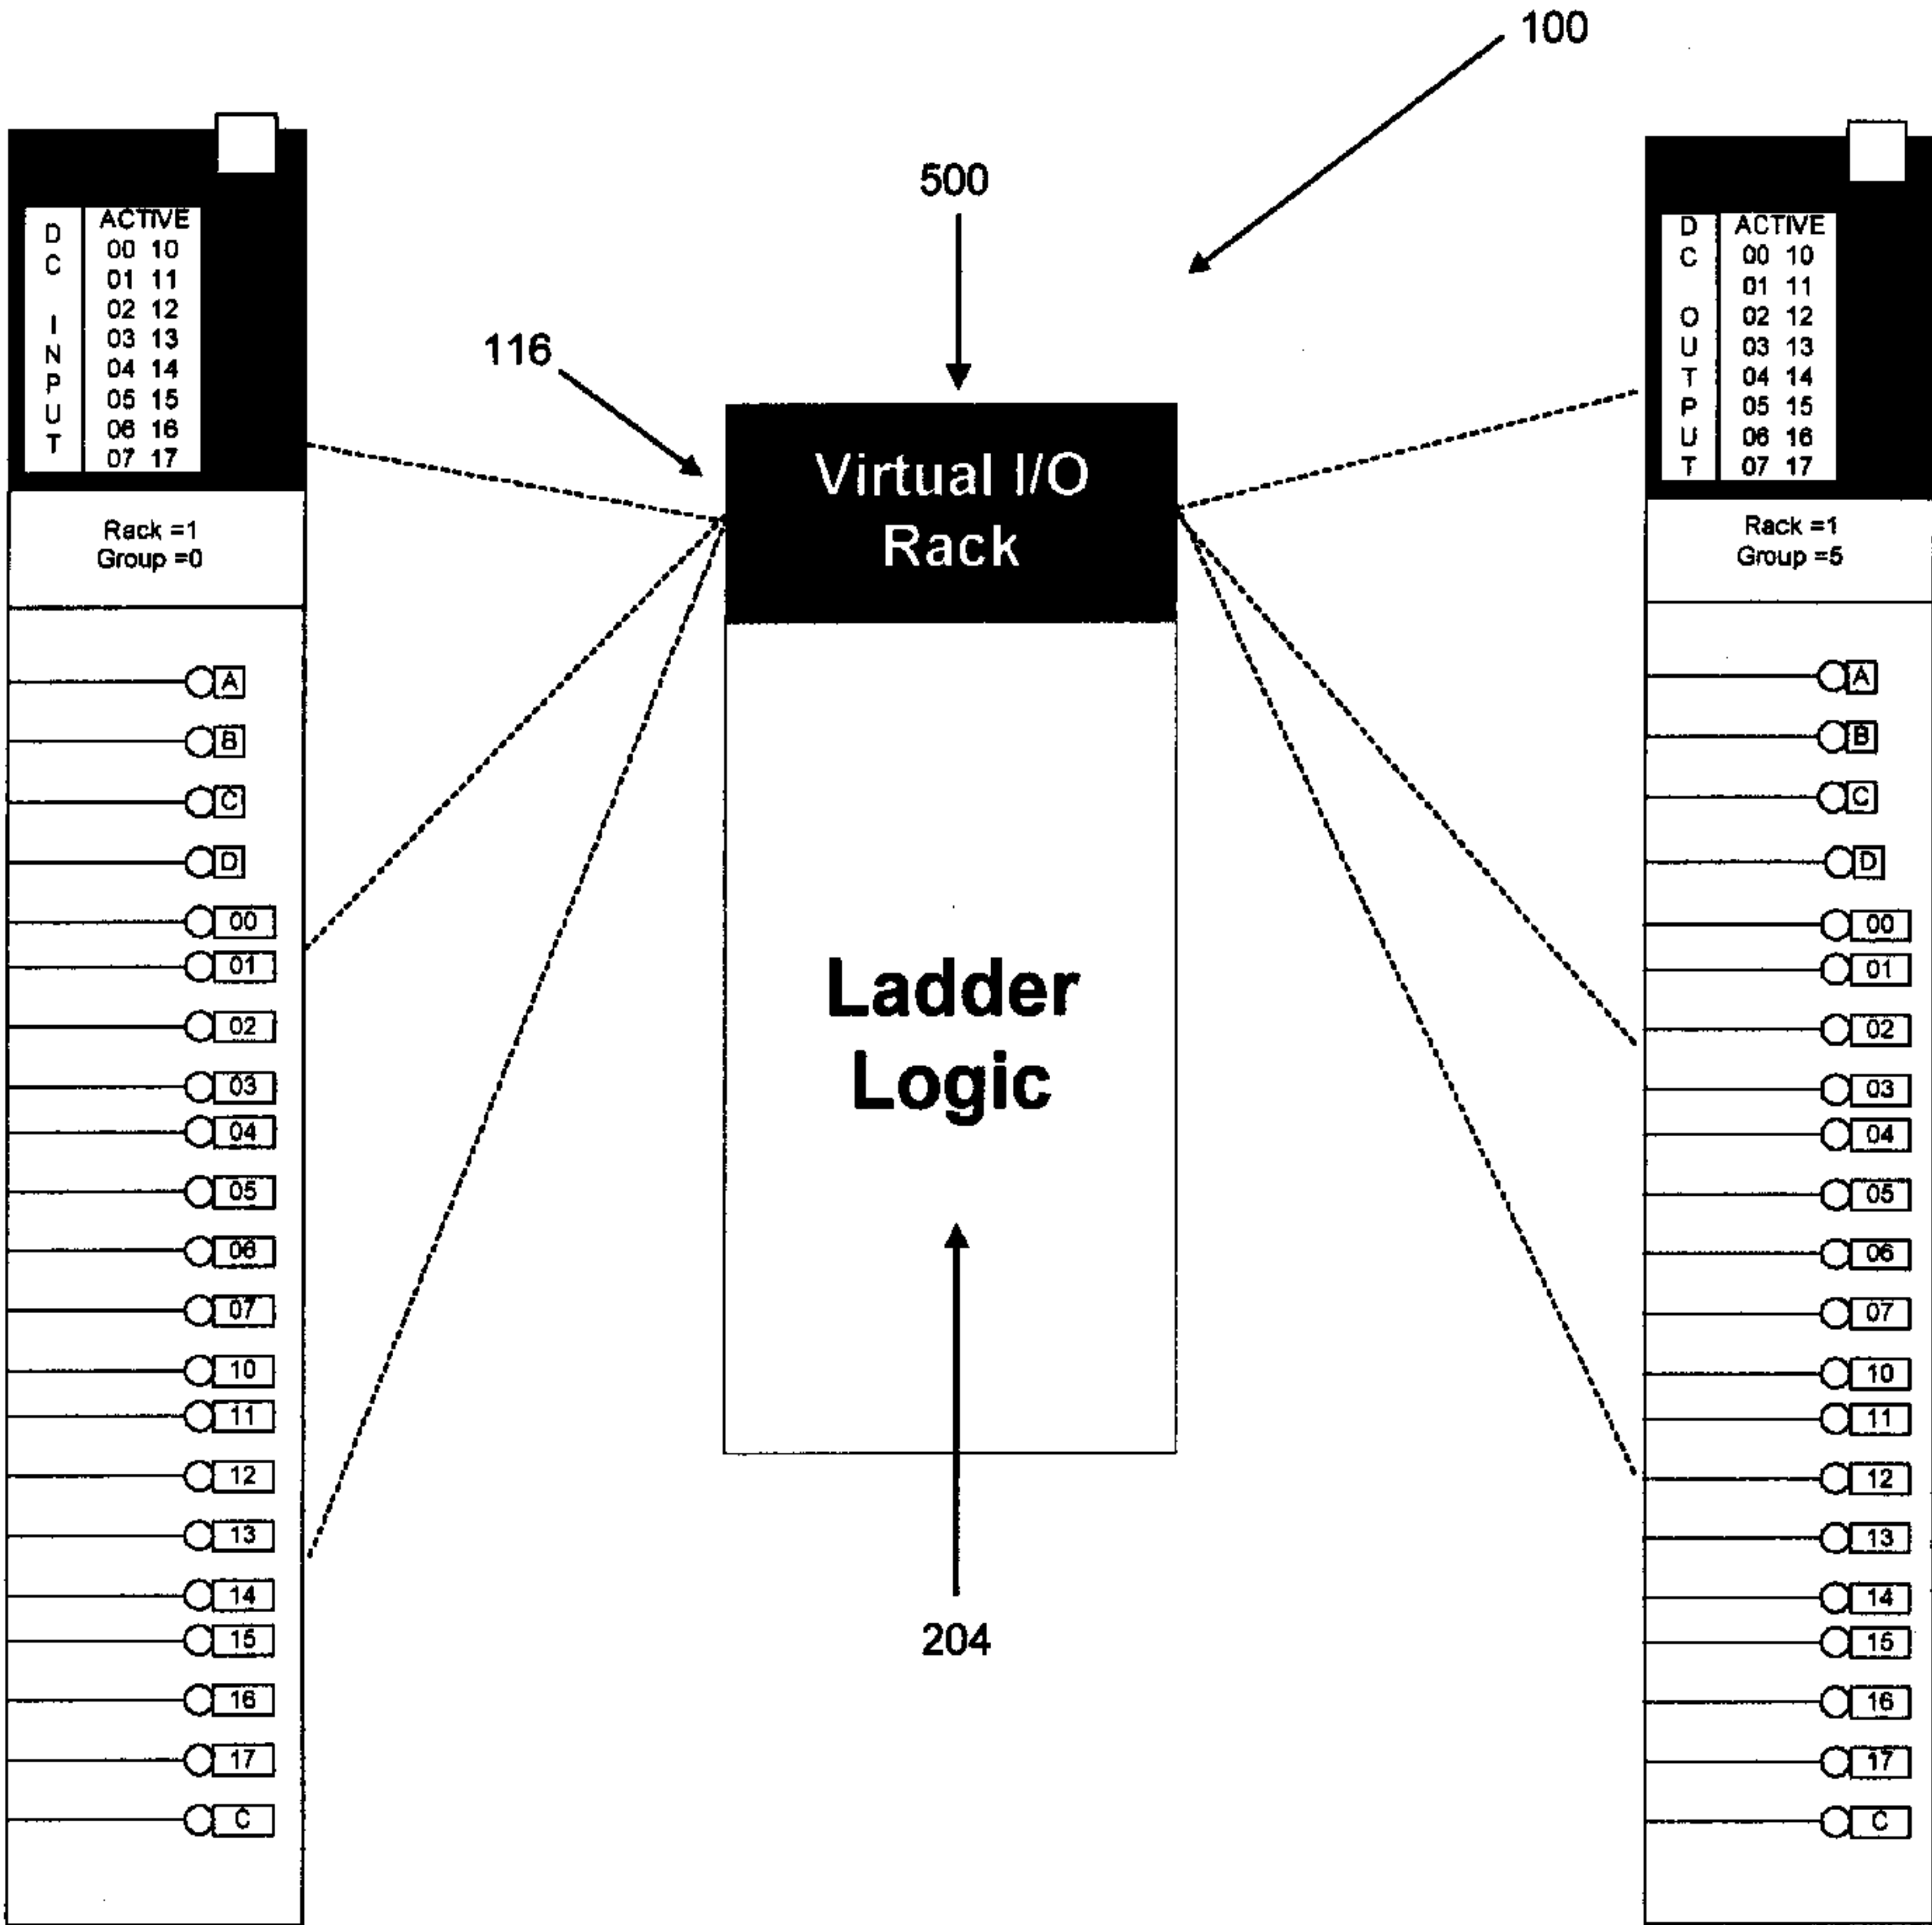 100
500
116
D C INPUT
ACTIVE
00 10
01 11
02 12
03 13
04 14
05 15
06 16
07 17
Rack =1
Group =0
A
B
C
D
00
01
02
03
04
05
06
07
10
11
12
13
14
15
16
17
C
Virtual I/O
Rack
Ladder
Logic
204
D C OUTPUT
ACTIVE
00 10
01 11
02 12
03 13
04 14
05 15
06 16
07 17
Rack =1
Group =5
A
B
C
D
00
01
02
03
04
05
06
07
10
11
12
13
14
15
16
17
C